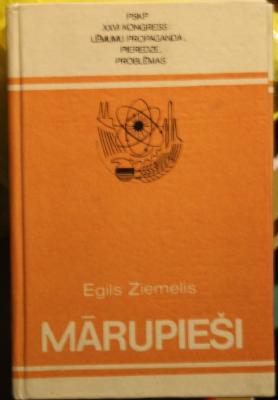 PSKP
XXVI KONGRESS:
LĒMUMU PROPAGANDA,
PIEREDZE,
PROBLĒMAS
Egils Ziemelis
MĀRUPIEŠI